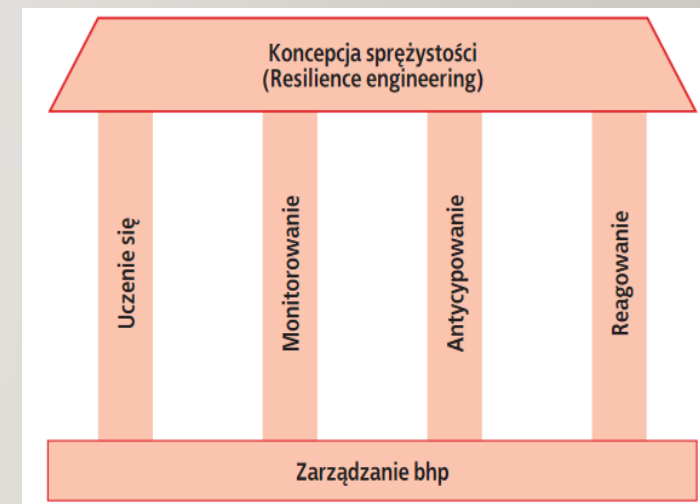 Koncepcja sprężystości
(Resilience engineering)
Uczenie się
Monitorowanie
Antycypowanie
Reagowanie
Zarządzanie bhp